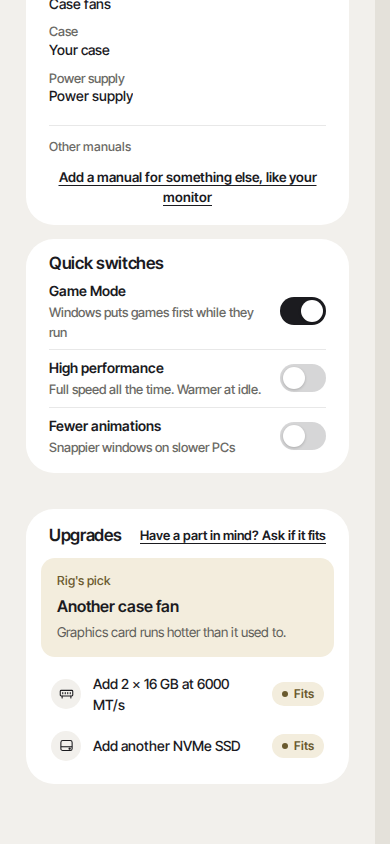 Case fans
Case
Your case
Power supply
Power supply
Other manuals
Add a manual for something else, like your
monitor
Quick switches
Game Mode
Windows puts games first while they
run
High performance
Full speed all the time. Warmer at idle.
Fewer animations
Snappier windows on slower PCs
Upgrades
Have a part in mind? Ask if it fits
Rig's pick
Another case fan
Graphics card runs hotter than it used to.
Add 2 × 16 GB at 6000
MT/s
Fits
Add another NVMe SSD
Fits